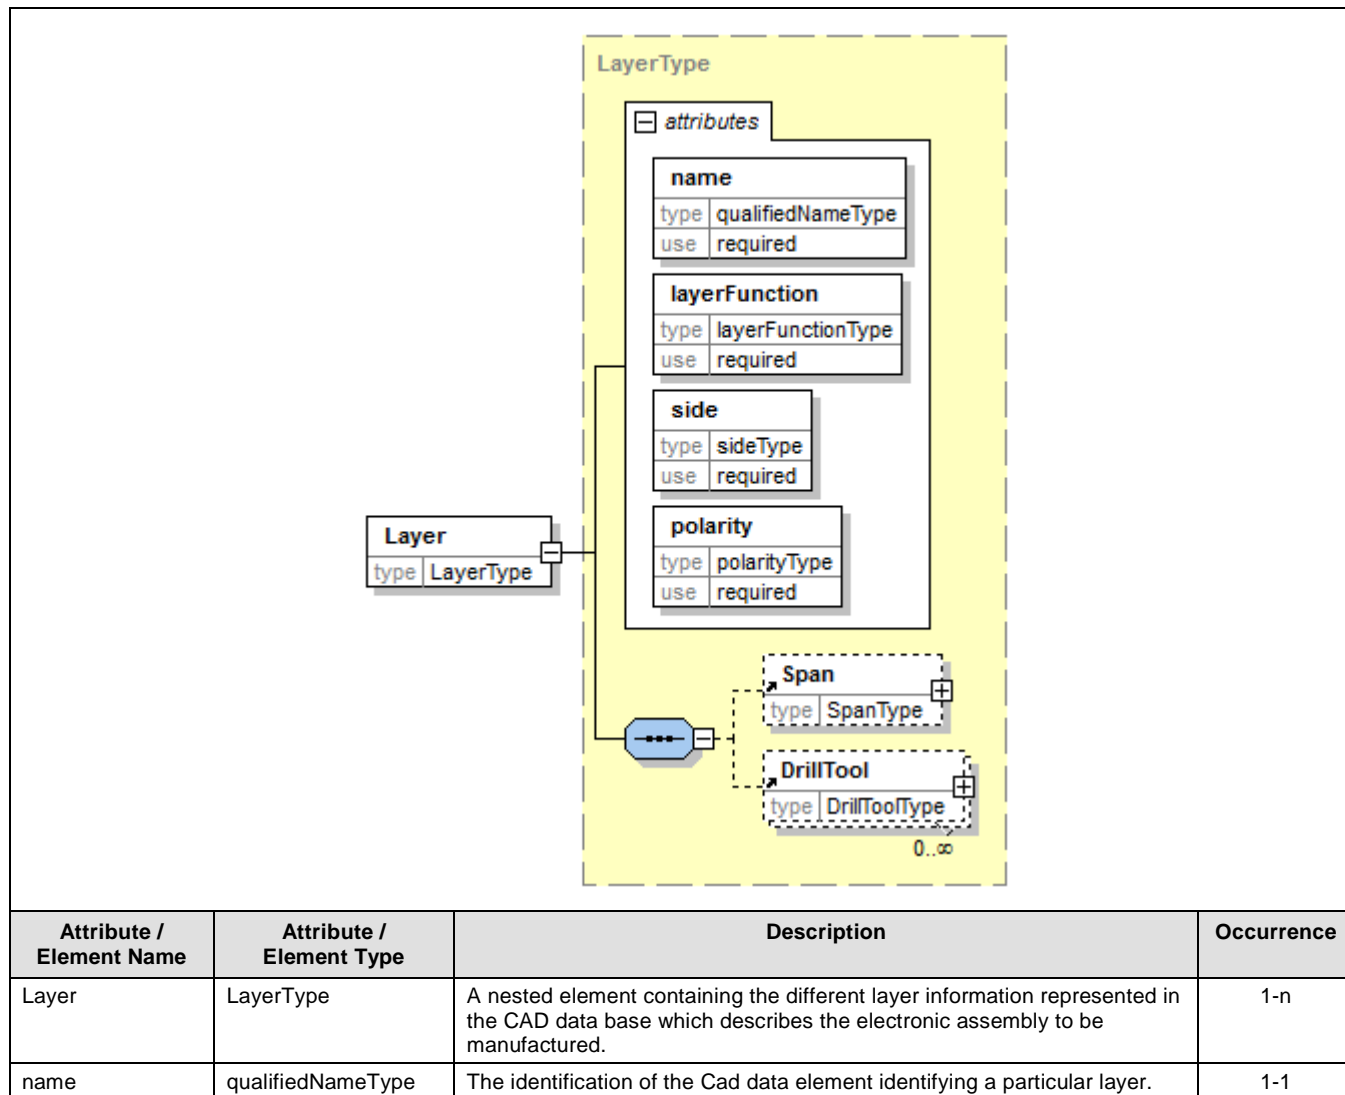 LayerType
attributes
name
type qualifiedNameType
use required
layerFunction
type layerFunctionType
use required
side
type sideType
use required
polarity
type polarityType
use required
Layer
type LayerType
Span
type SpanType
DrillTool
type DrillToolType
0..∞
Attribute / Element Name
Attribute / Element Type
Description
Occurrence
Layer
LayerType
A nested element containing the different layer information represented in
the CAD data base which describes the electronic assembly to be
manufactured.
1-n
name
qualifiedNameType
The identification of the Cad data element identifying a particular layer.
1-1